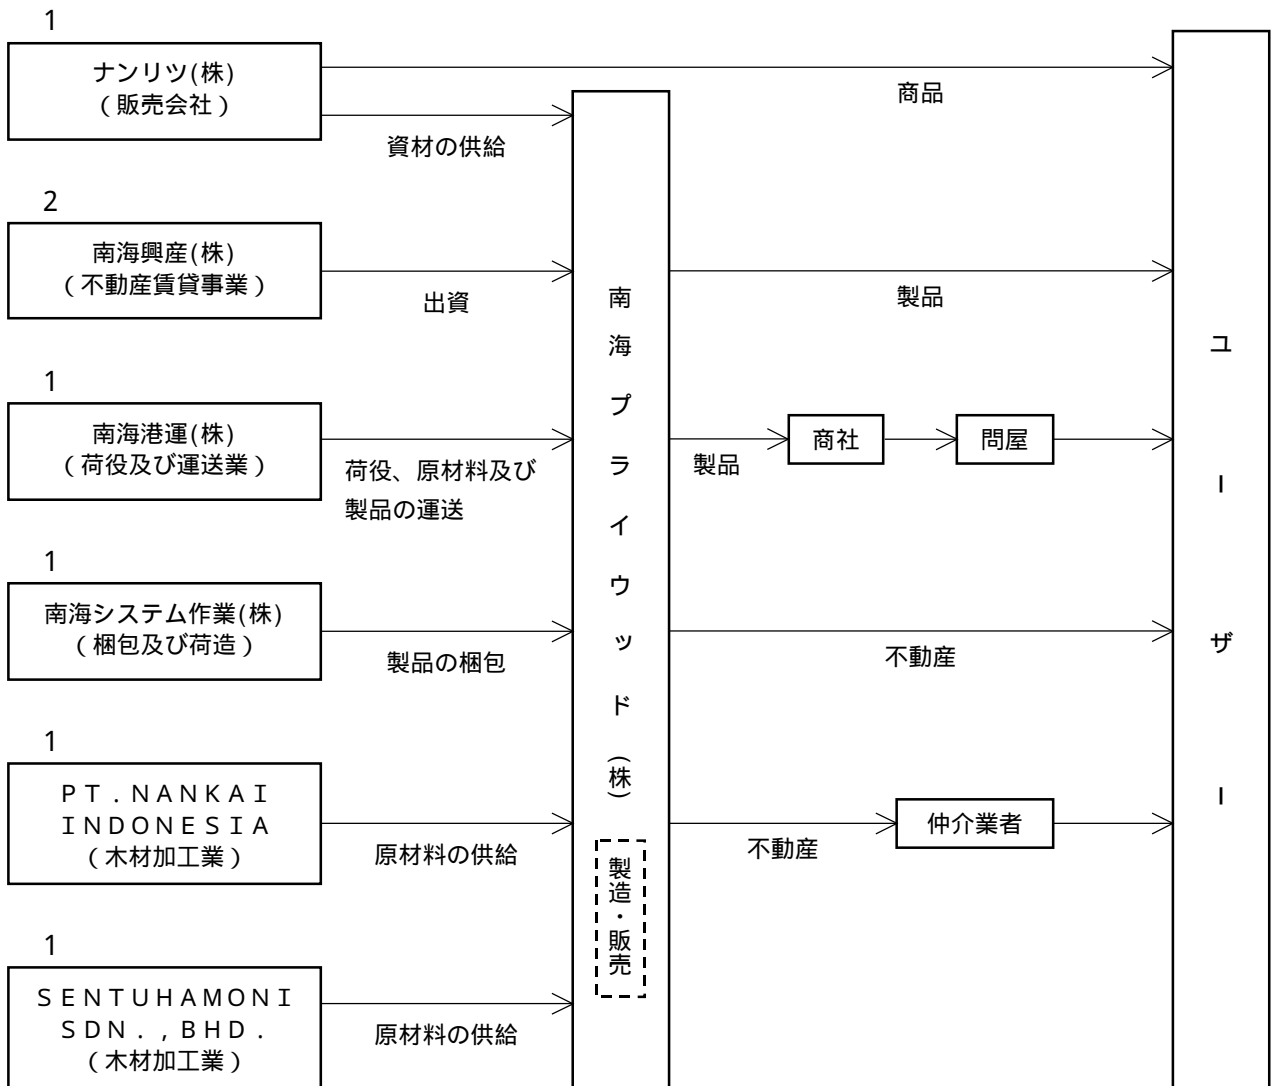 1
ナンリツ(株)
(販売会社)
商品
資材の供給
2
南海興産(株)
(不動産賃貸事業)
出資
製品
1
南海港運(株)
(荷役及び運送業)
荷役、原材料及び
製品の運送
製品
商社
問屋
1
南海システム作業(株)
(梱包及び荷造)
製品の梱包
不動産
1
ＰＴ.ＮＡＮＫＡＩ
ＩＮＤＯＮＥＳＩＡ
(木材加工業)
原材料の供給
不動産
仲介業者
1
ＳＥＮＴＵＨＡＭＯＮＩ
ＳＤＮ.,ＢＨＤ.
(木材加工業)
原材料の供給
南海プライウッド(株)
製造・販売
ユーザー